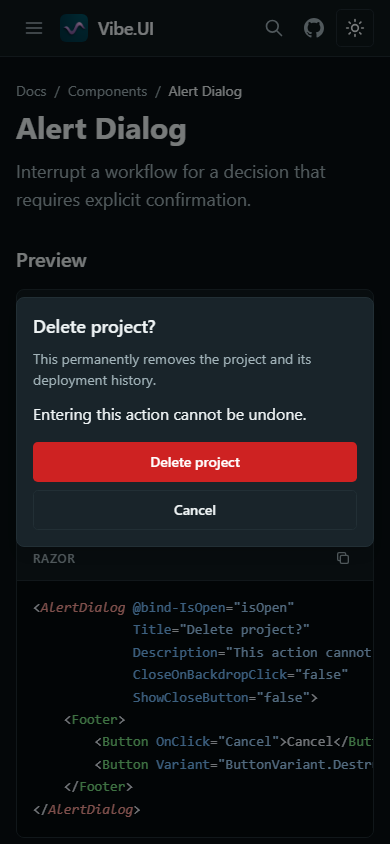 Vibe.UI
Docs / Components / Alert Dialog
Alert Dialog
Interrupt a workflow for a decision that
requires explicit confirmation.
Preview
Delete project?
This permanently removes the project and its
deployment history.
Entering this action cannot be undone.
Delete project
Cancel
RAZOR
<AlertDialog @bind-IsOpen="isOpen"
Title="Delete project?"
Description="This action cannot
CloseOnBackdropClick="false"
ShowCloseButton="false">
<Footer>
<Button OnClick="Cancel">Cancel</Butt
<Button Variant="ButtonVariant.Destr
</Footer>
</AlertDialog>